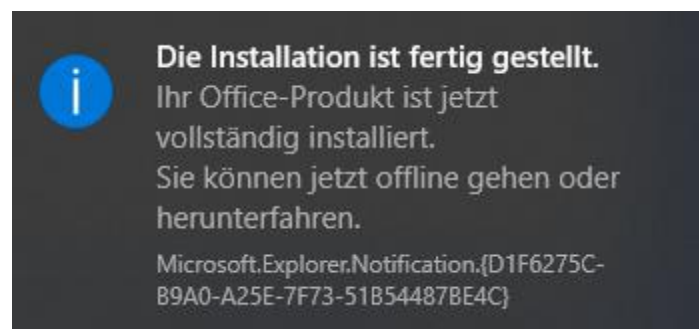 Die Installation ist fertig gestellt.
Ihr Office-Produkt ist jetzt
vollständig installiert.
Sie können jetzt offline gehen oder
herunterfahren.
Microsoft.Explorer.Notification.{D1F6275C-
B9A0-A25E-7F73-51B54487BE4C}